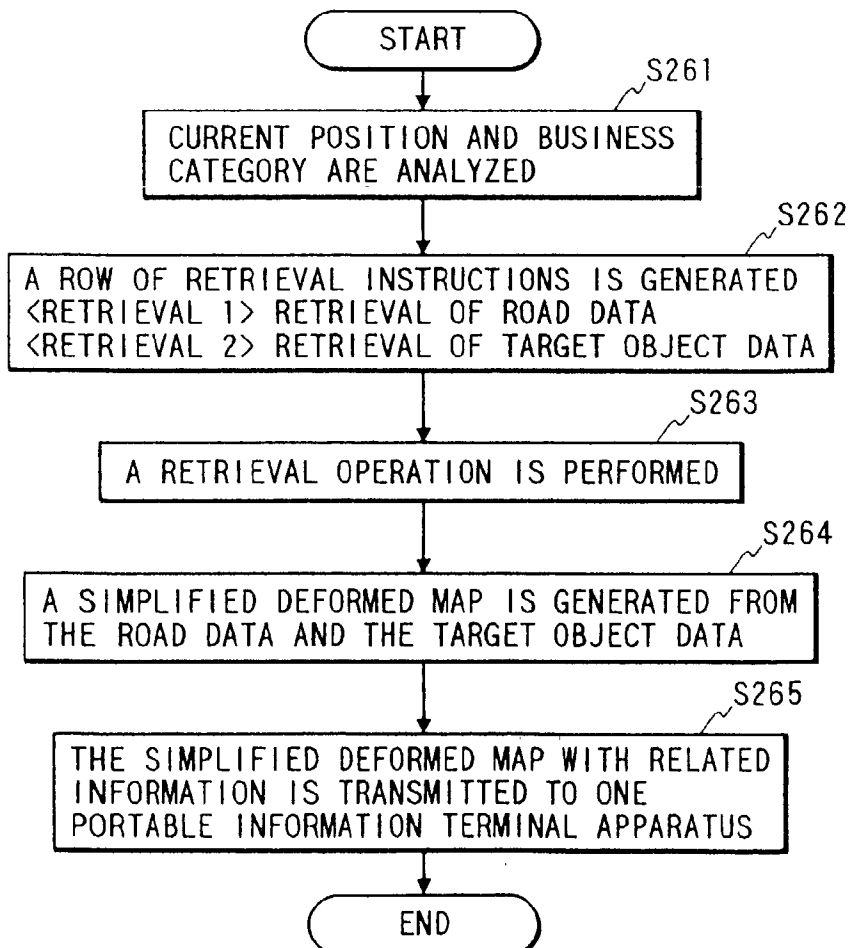 START
S261
CURRENT POSITION AND BUSINESS
CATEGORY ARE ANALYZED
S262
A ROW OF RETRIEVAL INSTRUCTIONS IS GENERATED
<RETRIEVAL 1> RETRIEVAL OF ROAD DATA
<RETRIEVAL 2> RETRIEVAL OF TARGET OBJECT DATA
S263
A RETRIEVAL OPERATION IS PERFORMED
S264
A SIMPLIFIED DEFORMED MAP IS GENERATED FROM
THE ROAD DATA AND THE TARGET OBJECT DATA
S265
THE SIMPLIFIED DEFORMED MAP WITH RELATED
INFORMATION IS TRANSMITTED TO ONE
PORTABLE INFORMATION TERMINAL APPARATUS
END